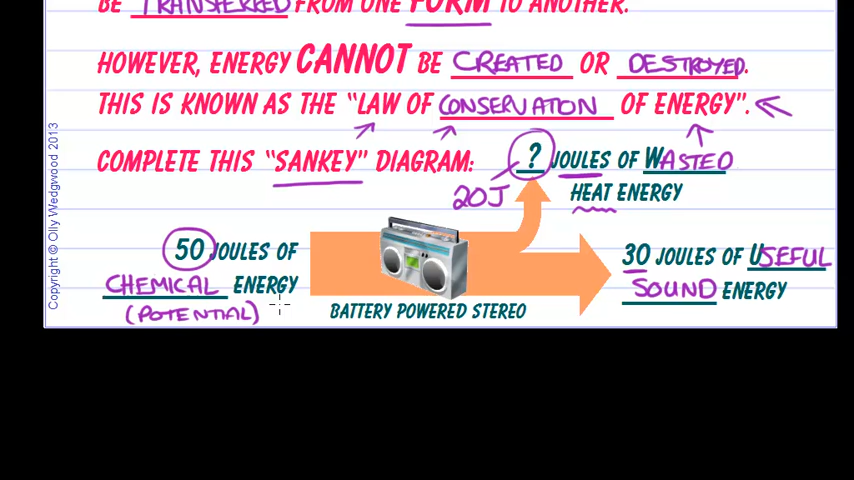 BE TRANSFERRED FROM ONE FORM TO ANOTHER.
HOWEVER, ENERGY CANNOT BE CREATED OR DESTROYED.
THIS IS KNOWN AS THE "LAW OF CONSERVATION OF ENERGY".
COMPLETE THIS "SANKEY" DIAGRAM:
? JOULES OF WASTED
HEAT ENERGY
20J
50 JOULES OF
CHEMICAL ENERGY
(POTENTIAL)
BATTERY POWERED STEREO
30 JOULES OF USEFUL
SOUND ENERGY
Copyright © Olly Wedgwood 2013